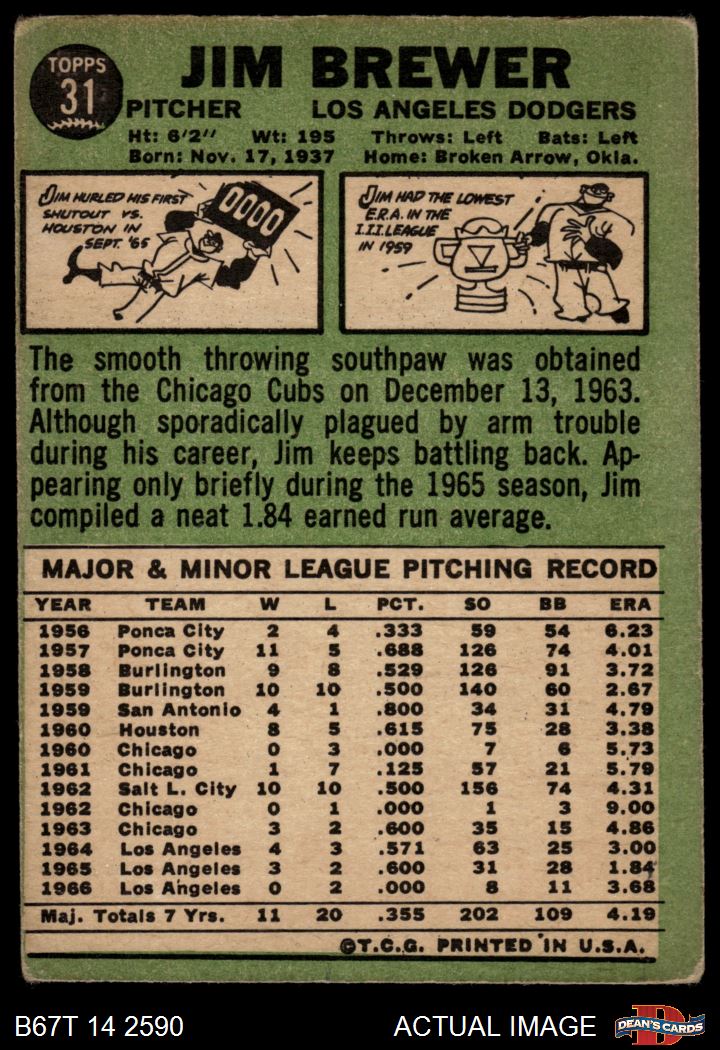 TOPPS
31
JIM BREWER
PITCHER LOS ANGELES DODGERS
Ht: 6'2" Wt: 195 Throws: Left Bats: Left
Born: Nov. 17, 1937 Home: Broken Arrow, Okla.
JIM HURLED HIS FIRST
SHUTOUT VS.
HOUSTON IN
SEPT. '65
0000
JIM HAD THE LOWEST
E.R.A. IN THE
I.I.I. LEAGUE
IN 1959
The smooth throwing southpaw was obtained
from the Chicago Cubs on December 13, 1963.
Although sporadically plagued by arm trouble
during his career, Jim keeps battling back. Ap-
pearing only briefly during the 1965 season, Jim
compiled a neat 1.84 earned run average.
MAJOR & MINOR LEAGUE PITCHING RECORD
YEAR TEAM W L PCT. SO BB ERA
1956 Ponca City 2 4 .333 59 54 6.23
1957 Ponca City 11 5 .688 126 74 4.01
1958 Burlington 9 8 .529 126 91 3.72
1959 Burlington 10 10 .500 140 60 2.67
1959 San Antonio 4 1 .800 34 31 4.79
1960 Houston 8 5 .615 75 28 3.38
1960 Chicago 0 3 .000 7 6 5.73
1961 Chicago 1 7 .125 57 21 5.79
1962 Salt L. City 10 10 .500 156 74 4.31
1962 Chicago 0 1 .000 1 3 9.00
1963 Chicago 3 2 .600 35 15 4.86
1964 Los Angeles 4 3 .571 63 25 3.00
1965 Los Angeles 3 2 .600 31 28 1.84
1966 Los Angeles 0 2 .000 8 11 3.68
Maj. Totals 7 Yrs. 11 20 .355 202 109 4.19
©T.C.G. PRINTED IN U.S.A.
B67T 14 2590 ACTUAL IMAGE DEAN'S CARDS